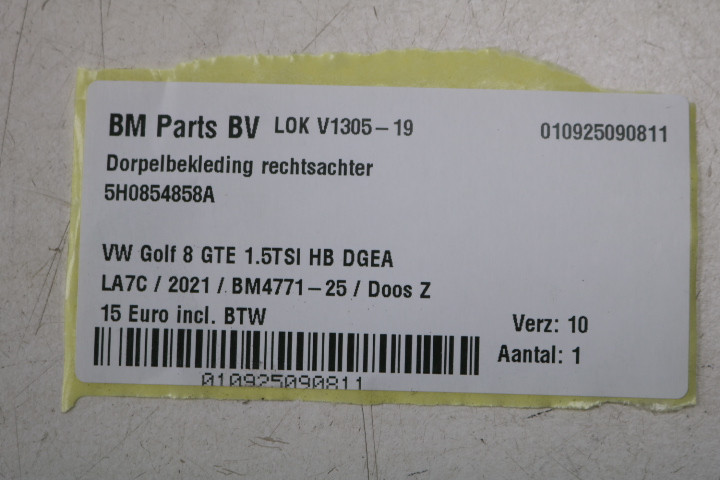 BM Parts BV LOK V1305-19 010925090811
Dorpelbekleding rechtsachter
5H0854858A
VW Golf 8 GTE 1.5TSI HB DGEA
LA7C / 2021 / BM4771-25 / Doos Z
15 Euro incl. BTW
Verz: 10
Aantal: 1
010925090811